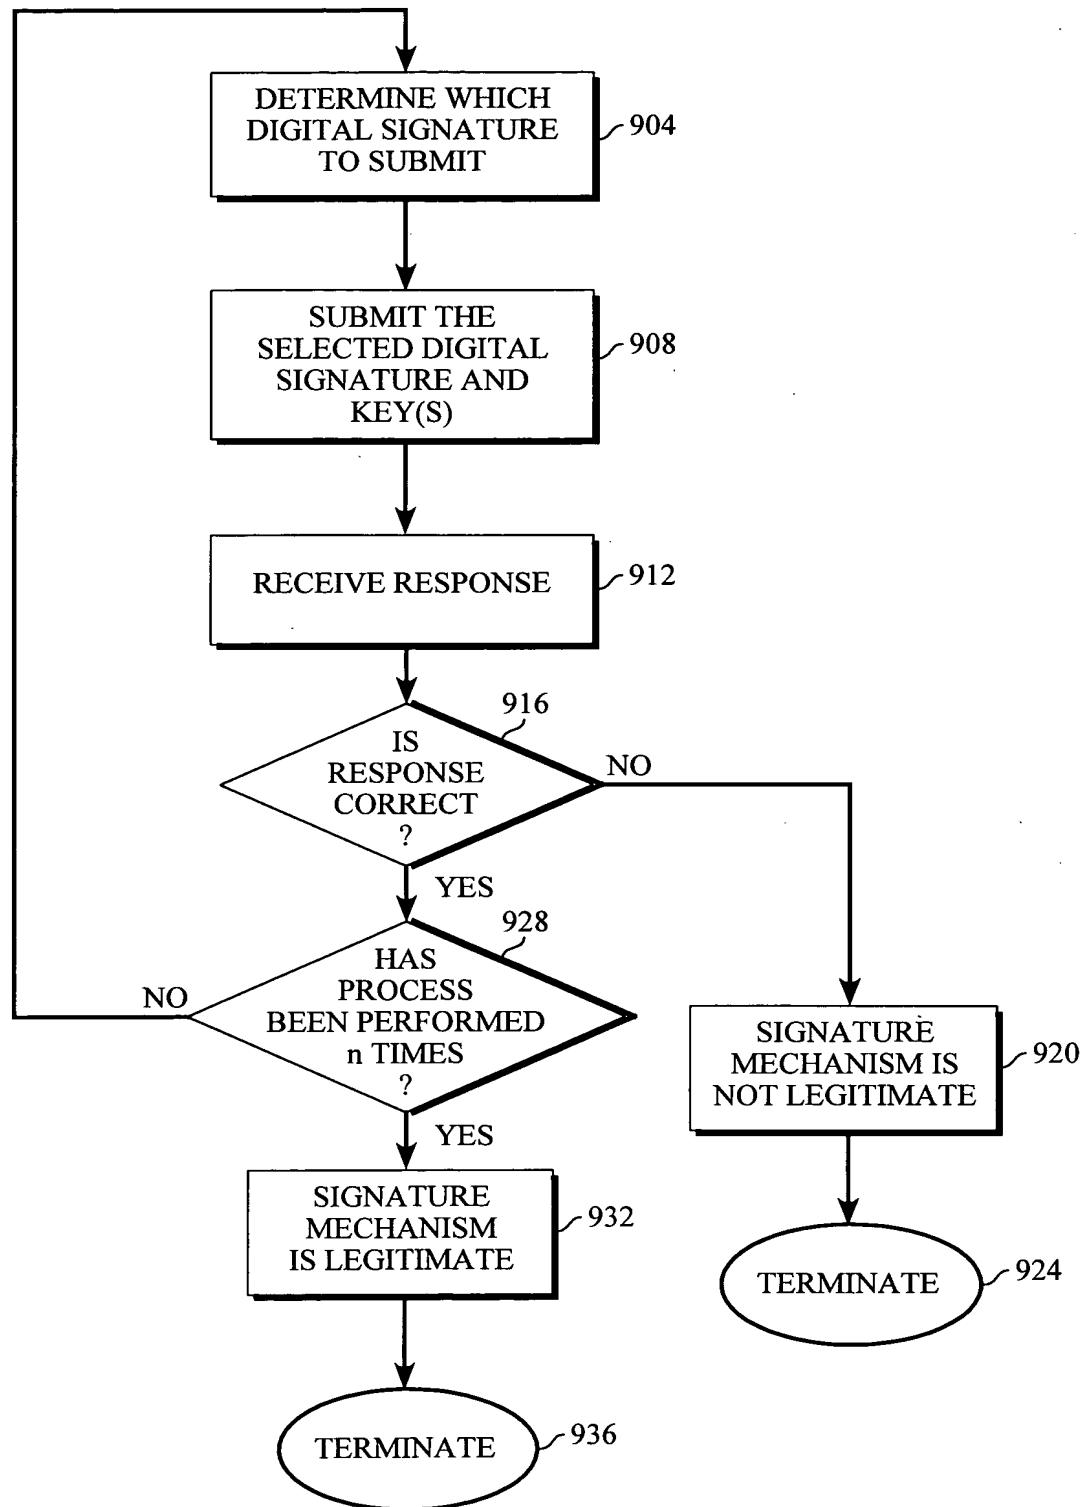 DETERMINE WHICH
DIGITAL SIGNATURE
TO SUBMIT
904
SUBMIT THE
SELECTED DIGITAL
SIGNATURE AND
KEY(S)
908
RECEIVE RESPONSE
912
916
IS
RESPONSE
CORRECT
?
NO
YES
928
HAS
PROCESS
BEEN PERFORMED
n TIMES
?
NO
YES
SIGNATURE
MECHANISM IS
NOT LEGITIMATE
920
SIGNATURE
MECHANISM
IS LEGITIMATE
932
TERMINATE
924
TERMINATE
936